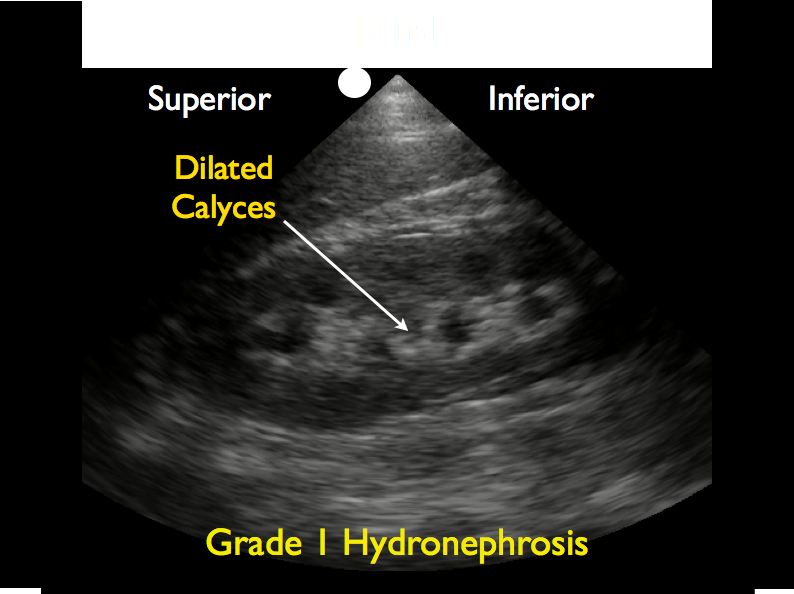 Superior
Inferior
Dilated
Calyces
Grade 1 Hydronephrosis